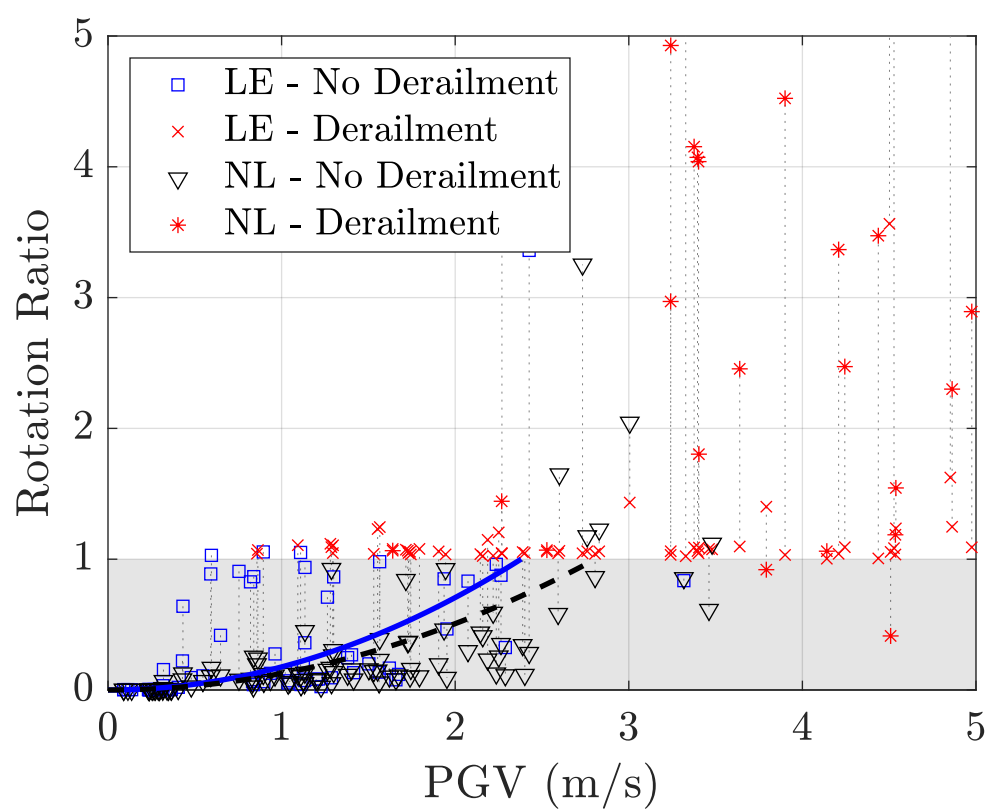 5
4
3
2
1
0
Rotation Ratio
LE - No Derailment
LE - Derailment
NL - No Derailment
NL - Derailment
0 1 2 3 4 5
PGV (m/s)